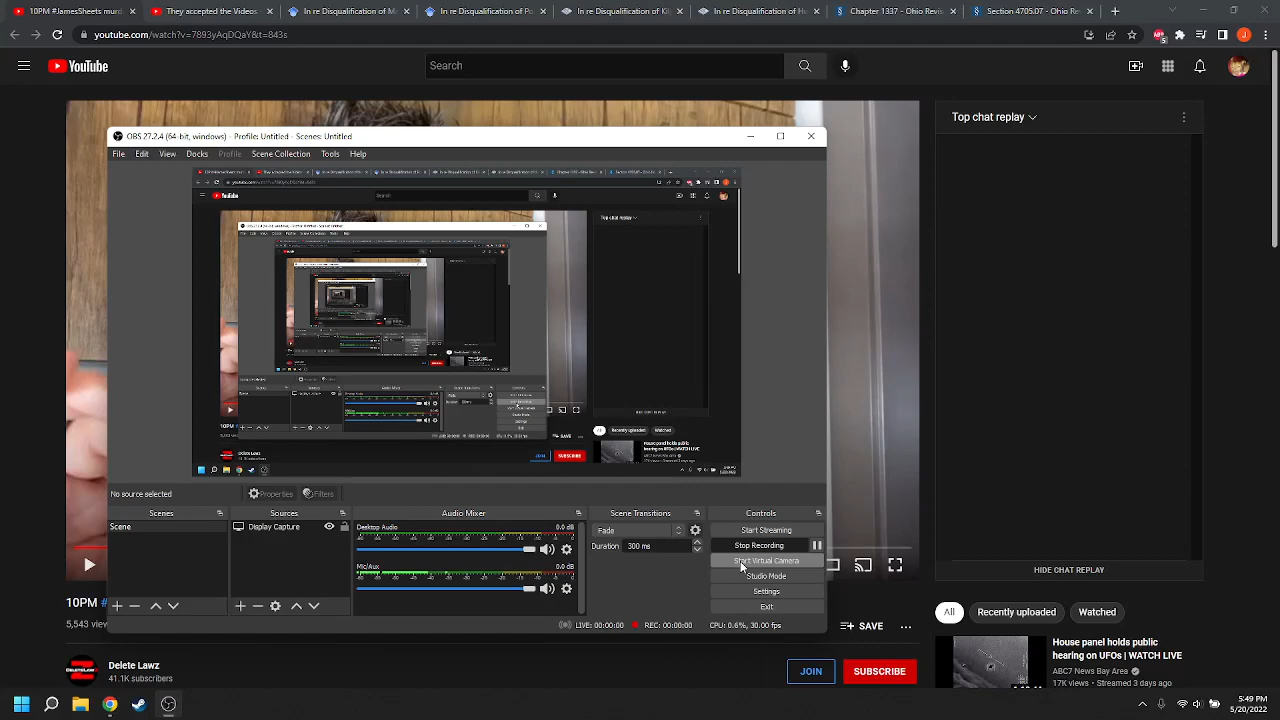 10PM #JamesSheets murd
They accepted the videos
In re Disqualification of M
In re Disqualification of Po
In re Disqualification of Kil
In re Disqualification of He
Chapter 1337 - Ohio Revis
Section 4705.07 - Ohio Re
youtube.com/watch?v=7893yAqDQaY&t=843s
YouTube
Search
Top chat replay
OBS 27.2.4 (64-bit, windows) - Profile: Untitled - Scenes: Untitled
File Edit View Docks Profile Scene Collection Tools Help
No source selected
Properties
Filters
Scenes
Sources
Audio Mixer
Scene Transitions
Controls
Scene
Display Capture
Desktop Audio 0.0 dB
Mic/Aux 0.0 dB
Fade
Duration 300 ms
Start Streaming
Stop Recording
Start Virtual Camera
Studio Mode
Settings
Exit
LIVE: 00:00:00
REC: 00:00:00
CPU: 0.6%, 30.00 fps
HIDE CHAT REPLAY
10PM #
5,543 view
SAVE
Delete Lawz
41.1K subscribers
JOIN
SUBSCRIBE
All
Recently uploaded
Watched
House panel holds public
hearing on UFOs | WATCH LIVE
ABC7 News Bay Area
17K views • Streamed 3 days ago
5:49 PM
5/20/2022